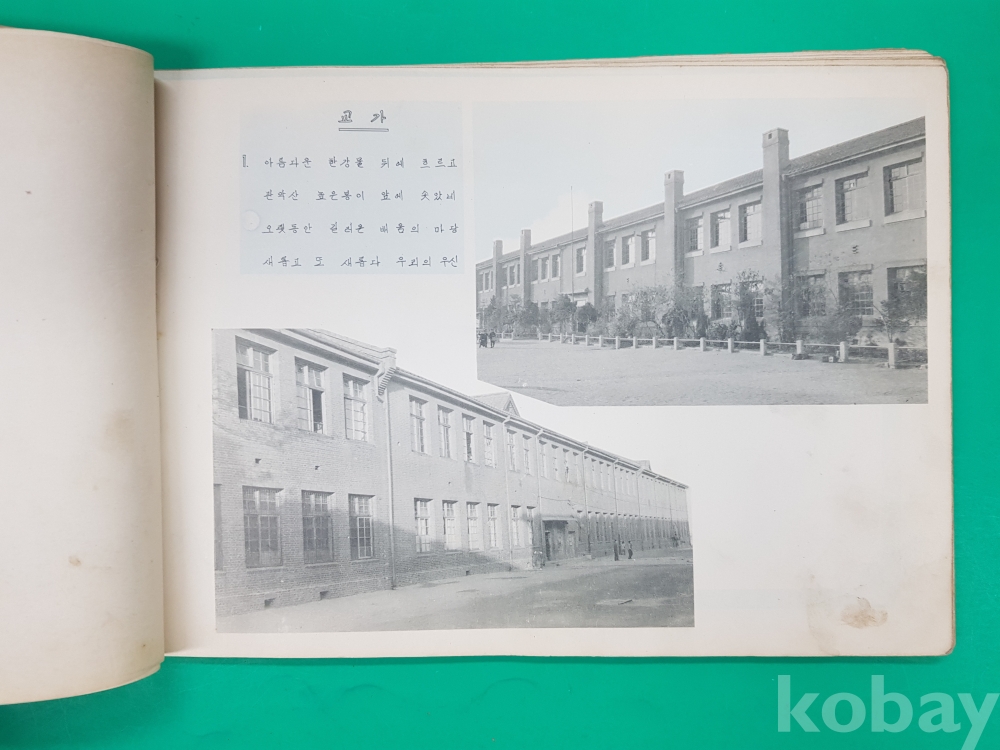 교 가
아름다운 한강물 뒤에 흐르고
관악산 높은봉이 앞에 솟았네
오랫동안 길러온 배움의 마당
새롭고 또 새롭다 우리의 우신
kobay